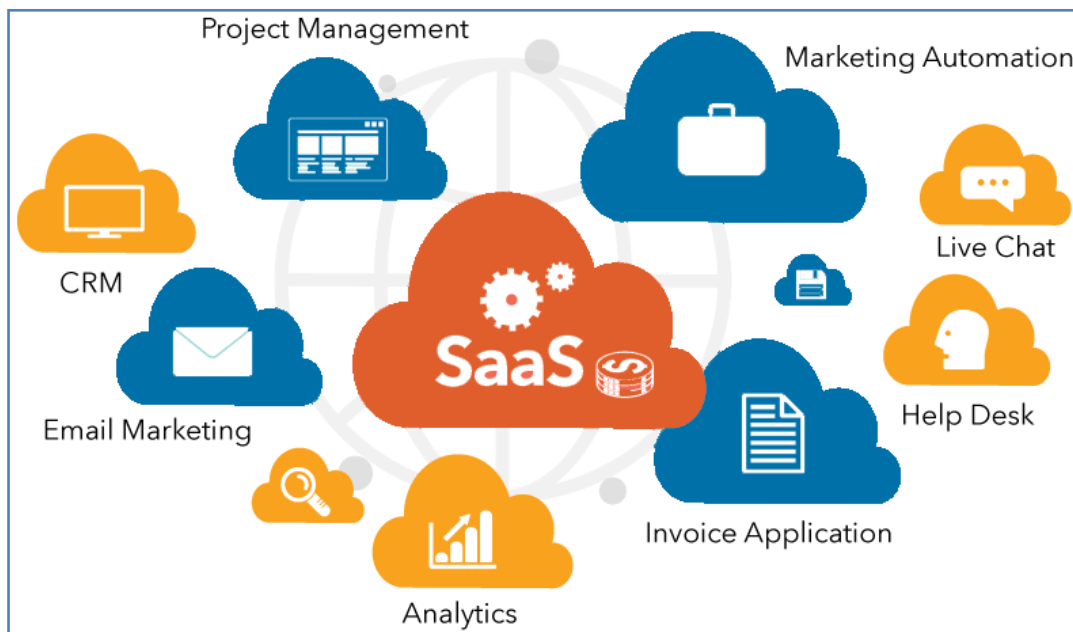 Project Management
Marketing Automation
CRM
Live Chat
SaaS
Email Marketing
Help Desk
Invoice Application
Analytics